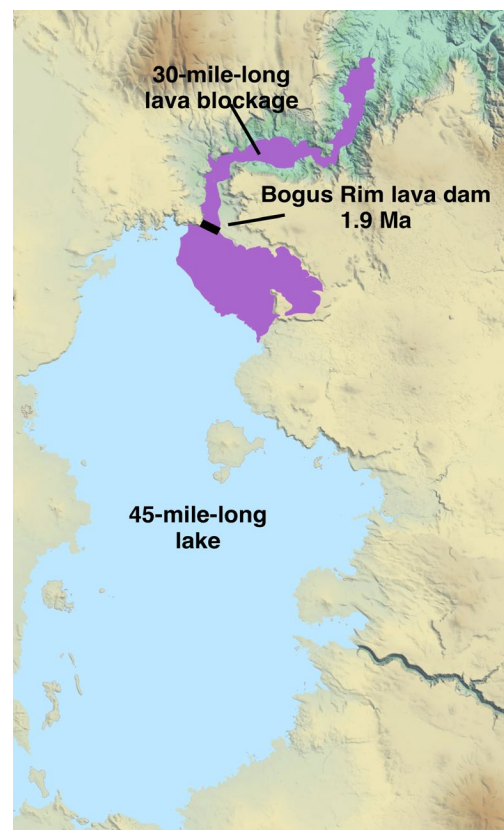 30-mile-long
lava blockage
Bogus Rim lava dam
1.9 Ma
45-mile-long
lake